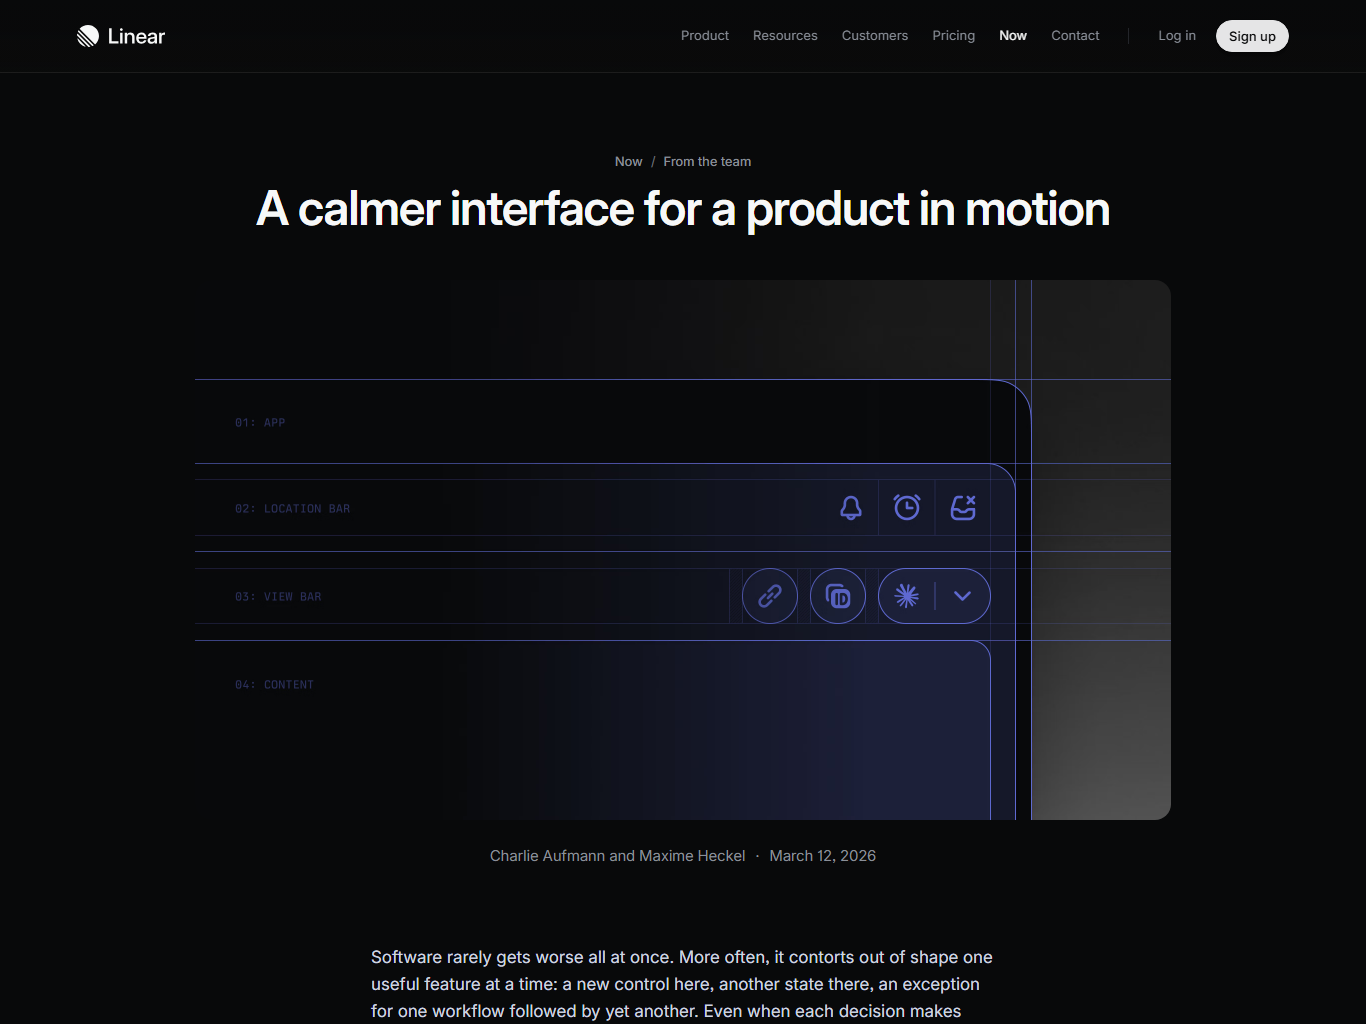 Linear
Product
Resources
Customers
Pricing
Now
Contact
Log in
Sign up
Now / From the team
A calmer interface for a product in motion
01: APP
02: LOCATION BAR
03: VIEW BAR
04: CONTENT
Charlie Aufmann and Maxime Heckel · March 12, 2026
Software rarely gets worse all at once. More often, it contorts out of shape one
useful feature at a time: a new control here, another state there, an exception
for one workflow followed by yet another. Even when each decision makes